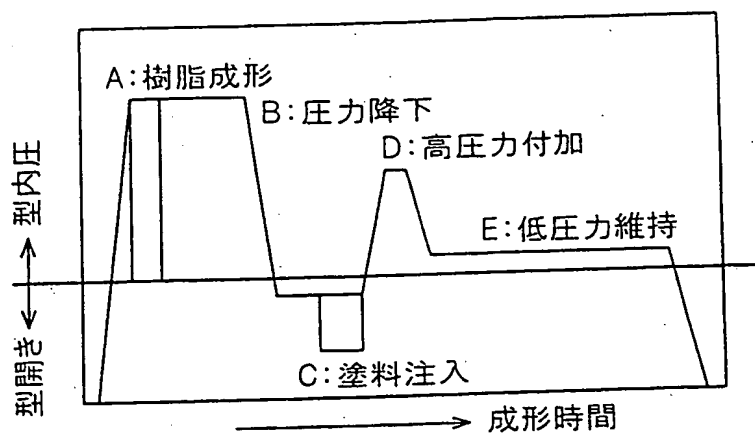 A:樹脂成形
B:圧力降下
D:高圧力付加
E:低圧力維持
C:塗料注入
型内圧
型開き
成形時間